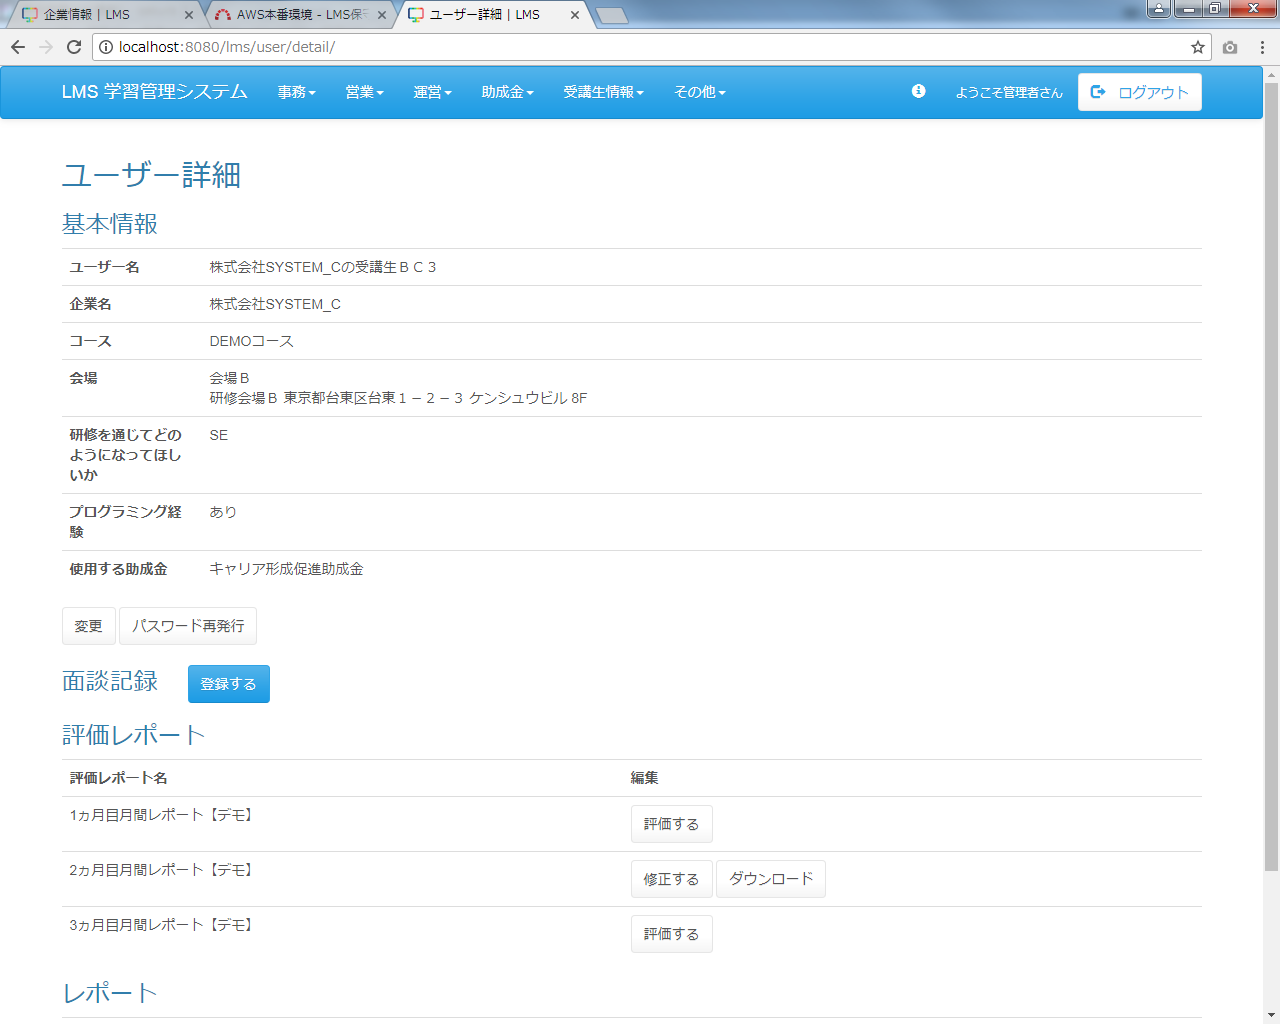 企業情報 | LMS
AWS本番環境 - LMS保
ユーザー詳細 | LMS
localhost:8080/lms/user/detail/
LMS 学習管理システム 事務 営業 運営 助成金 受講生情報 その他 ようこそ管理者さん ログアウト
ユーザー詳細
基本情報
ユーザー名 株式会社SYSTEM_Cの受講生ＢＣ３
企業名 株式会社SYSTEM_C
コース DEMOコース
会場 会場Ｂ
研修会場Ｂ 東京都台東区台東１－２－３ ケンシュウビル 8F
研修を通じてどの SE
ようになってほし
いか
プログラミング経 あり
験
使用する助成金 キャリア形成促進助成金
変更 パスワード再発行
面談記録 登録する
評価レポート
評価レポート名 編集
1ヵ月目月間レポート【デモ】 評価する
2ヵ月目月間レポート【デモ】 修正する ダウンロード
3ヵ月目月間レポート【デモ】 評価する
レポート